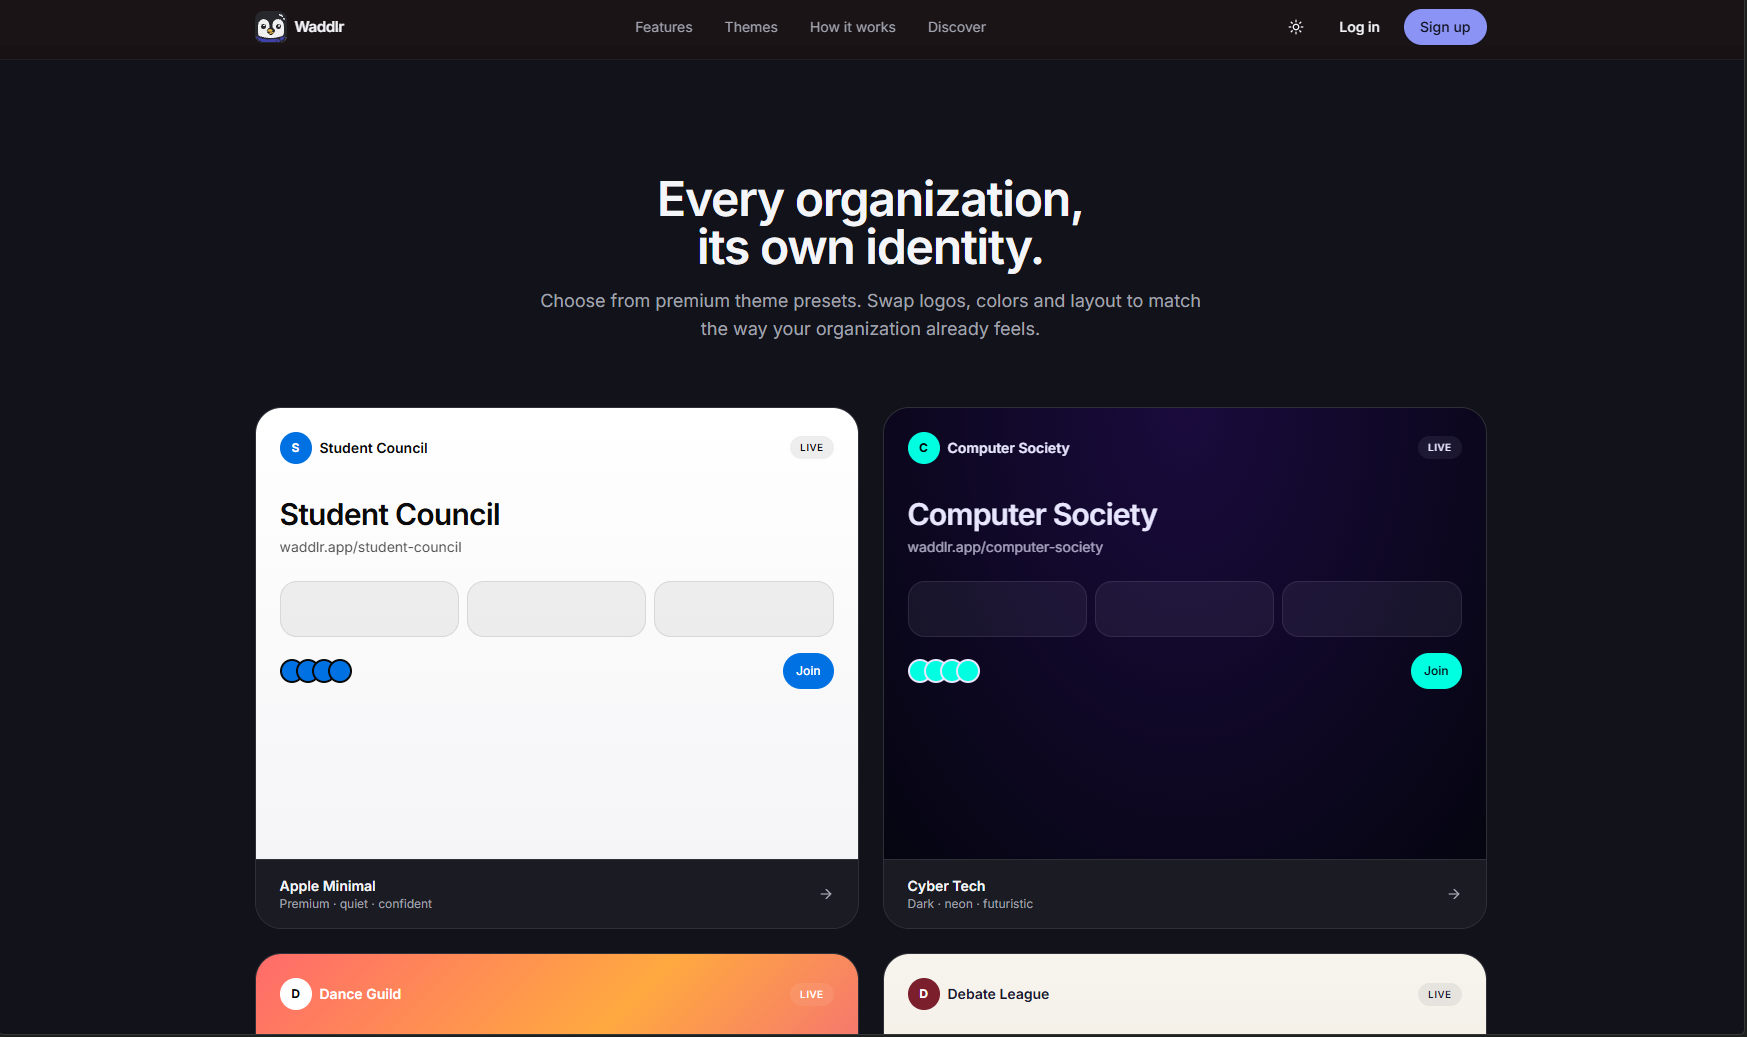 Waddlr
Features
Themes
How it works
Discover
Log in
Sign up
Every organization,
its own identity.
Choose from premium theme presets. Swap logos, colors and layout to match
the way your organization already feels.
S
Student Council
LIVE
Student Council
waddlr.app/student-council
Join
Apple Minimal
Premium · quiet · confident
C
Computer Society
LIVE
Computer Society
waddlr.app/computer-society
Join
Cyber Tech
Dark · neon · futuristic
D
Dance Guild
LIVE
D
Debate League
LIVE